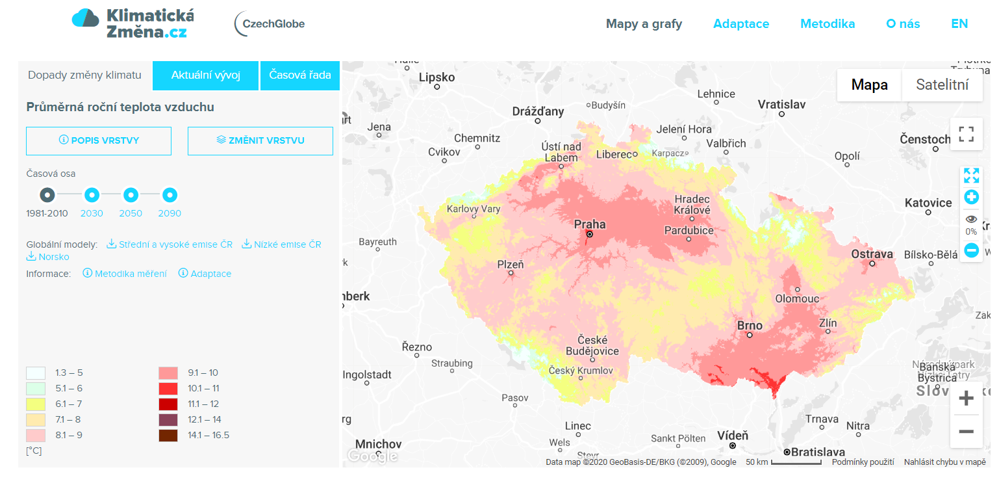 Klimatická
Změna.cz
CzechGlobe
Mapy a grafy
Adaptace
Metodika
O nás
EN
Dopady změny klimatu
Aktuální vývoj
Časová řada
Průměrná roční teplota vzduchu
POPIS VRSTVY
ZMĚNIT VRSTVU
Časová osa
1981-2010
2030
2050
2090
Globální modely: Střední a vysoké emise ČR Nízké emise ČR
Norsko
Informace: Metodika měření Adaptace
1.3 – 5
5.1 – 6
6.1 – 7
7.1 – 8
8.1 – 9
[°C]
9.1 – 10
10.1 – 11
11.1 – 12
12.1 – 14
14.1 – 16.5
Mapa
Satelitní
Lipsko
Drážďany
Budyšín
Lehnice
Vratislav
Jena
Chemnitz
Cvikov
Ústí nad
Labem
Liberec
Jelení Hora
Karpacz
Valbřich
Opolí
Čenstoch
Karlovy Vary
Praha
Hradec
Králové
Pardubice
Katovice
0%
Bayreuth
Plzeň
Ostrava
Bílsko-Bělá
nberk
Olomouc
Brno
Zlín
České
Budějovice
Český Krumlov
Řezno
Straubing
Ingolstadt
Pasov
Národní park
Nízké Tatry
Banská
Bystrica
Slov
Linec
Wels
Steyr
Sankt Pölten
Vídeň
Trnava
Nitra
Bratislava
Mnichov
Google
Data map ©2020 GeoBasis-DE/BKG (©2009), Google
50 km
Podmínky použití
Nahlásit chybu v mapě